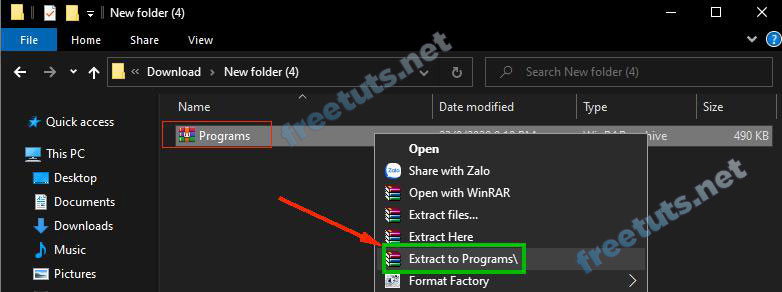 New folder (4)
File Home Share View
Download New folder (4)
Search New folder (4)
Name Date modified Type Size
Quick access
Programs 490 KB
This PC
Open
Desktop
Share with Zalo
Zalo
Documents
Open with WinRAR
Downloads
Extract files...
Music
Extract Here
Extract to Programs\
Pictures
Format Factory
freetuts.net
freetuts.net
freetuts.net